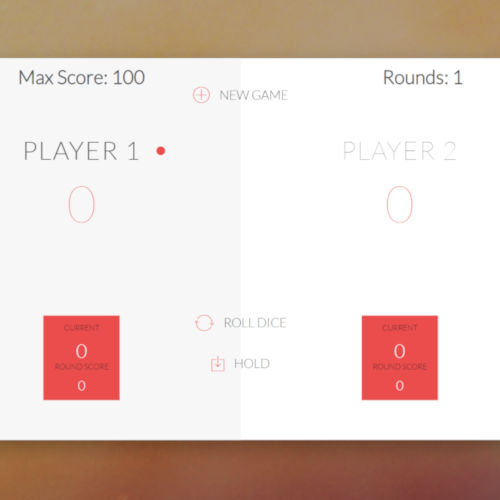 Max Score: 100
Rounds: 1
NEW GAME
PLAYER 1
PLAYER 2
0
0
ROLL DICE
HOLD
CURRENT
0
ROUND SCORE
0
CURRENT
0
ROUND SCORE
0